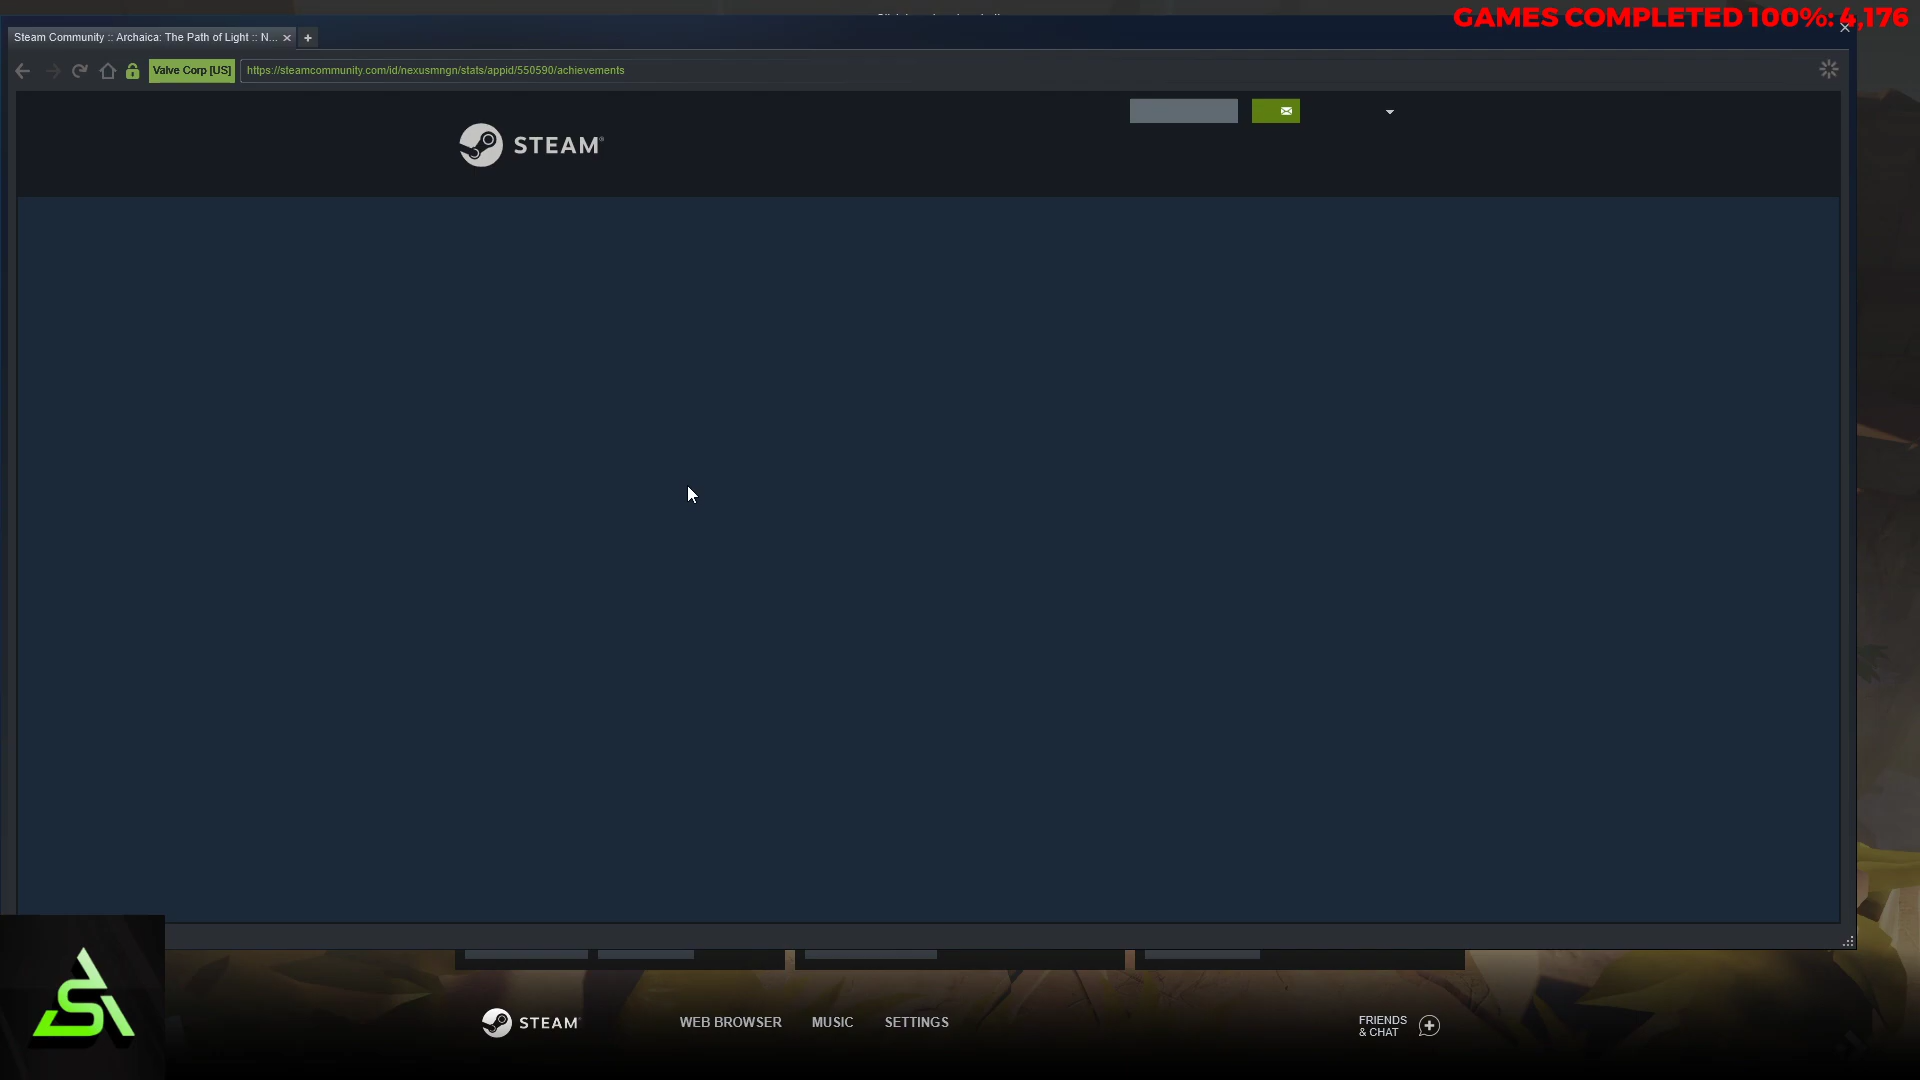 GAMES COMPLETED 100%: 4,176
Steam Community :: Archaica: The Path of Light :: N...
Valve Corp [US]
https://steamcommunity.com/id/nexusmngn/stats/appid/550590/achievements
STEAM®
STEAM
WEB BROWSER
MUSIC
SETTINGS
FRIENDS
& CHAT